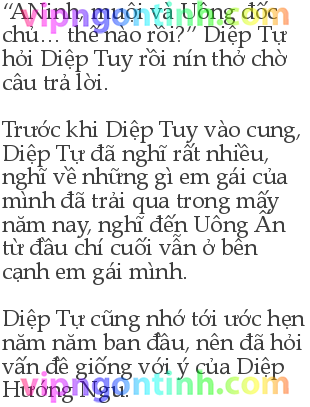 vipngontinh.com
“ANinh, muội và Uông đốc
chủ... thế nào rồi?” Diệp Tự
hỏi Diệp Tuy rồi nín thở chờ
câu trả lời.
Trước khi Diệp Tuy vào cung,
Diệp Tự đã nghĩ rất nhiều,
nghĩ về những gì em gái của
mình đã trải qua trong mấy
năm nay, nghĩ đến Uông Ấn
từ đầu chí cuối vẫn ở bên
cạnh em gái mình.
Diệp Tự cũng nhớ tới ước hẹn
năm năm ban đầu, nên đã hỏi
vấn đề giống với ý của Diệp
Hướng Ngu.
vipngontinh.com